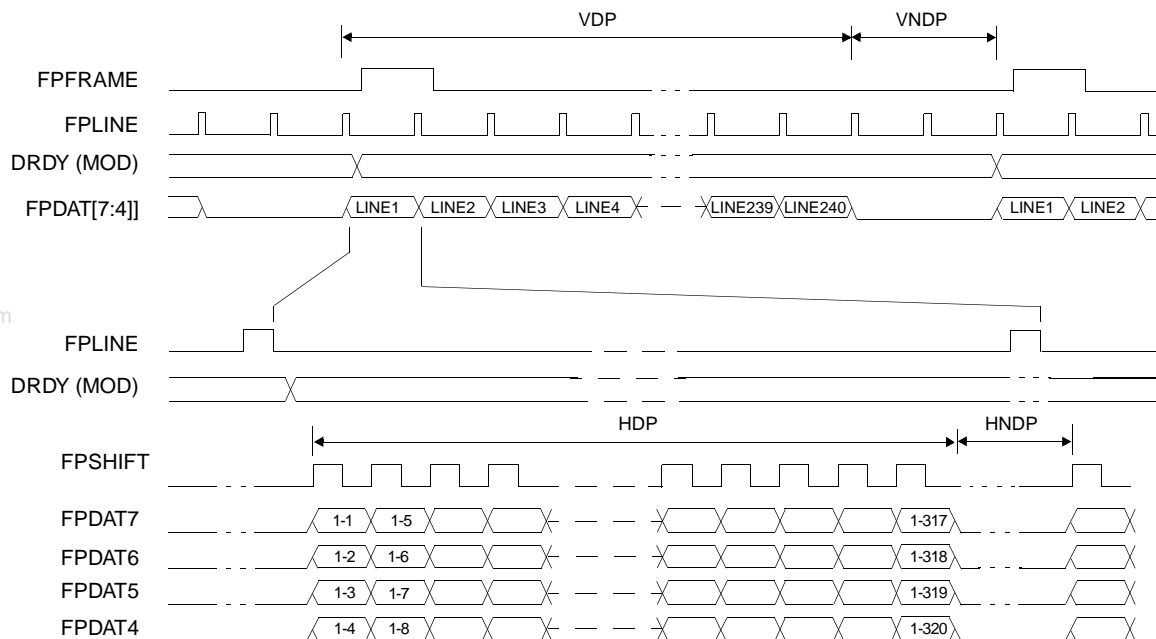 VDP VNDP
FPFRAME
FPLINE
DRDY (MOD)
FPDAT[7:4]] LINE1 LINE2 LINE3 LINE4 LINE239 LINE240 LINE1 LINE2
m
FPLINE
DRDY (MOD)
HDP HNDP
FPSHIFT
FPDAT7 1-1 1-5 1-317
FPDAT6 1-2 1-6 1-318
FPDAT5 1-3 1-7 1-319
FPDAT4 1-4 1-8 1-320